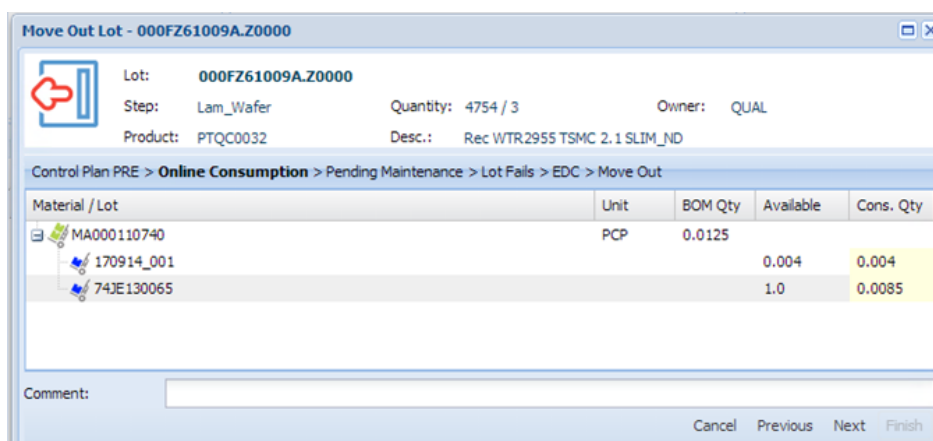 Move Out Lot - 000FZ61009A.Z0000
Lot: 000FZ61009A.Z0000
Step: Lam_Wafer Quantity: 4754 / 3 Owner: QUAL
Product: PTQC0032 Desc.: Rec WTR2955 TSMC 2.1 SLIM_ND
Control Plan PRE > Online Consumption > Pending Maintenance > Lot Fails > EDC > Move Out
Material / Lot Unit BOM Qty Available Cons. Qty
MA000110740 PCP 0.0125
170914_001 0.004 0.004
74JE130065 1.0 0.0085
Comment:
Cancel Previous Next Finish